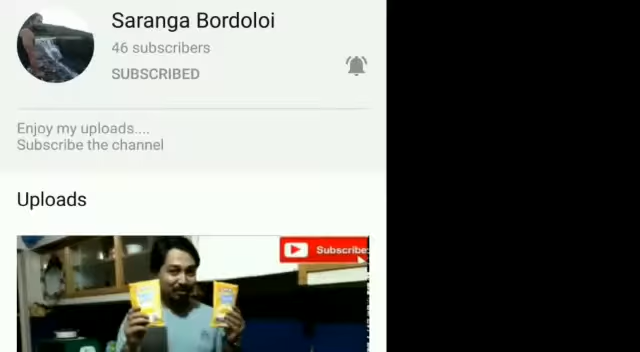 Saranga Bordoloi
46 subscribers
SUBSCRIBED
Enjoy my uploads....
Subscribe the channel
Uploads
Subscribe